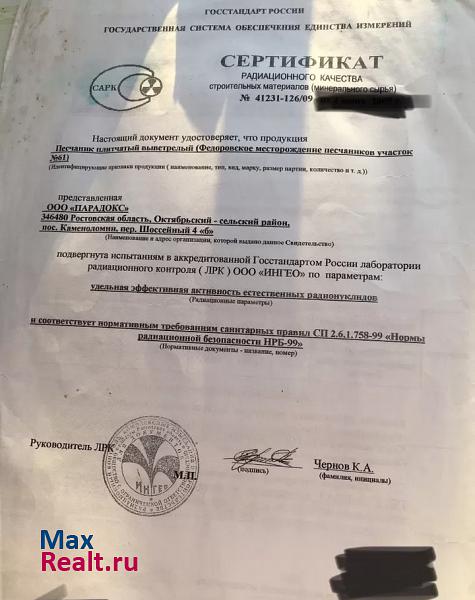 ГОССТАНДАРТ РОССИИ
ГОСУДАРСТВЕННАЯ СИСТЕМА ОБЕСПЕЧЕНИЯ ЕДИНСТВА ИЗМЕРЕНИЙ
САРК
СЕРТИФИКАТ
РАДИАЦИОННОГО КАЧЕСТВА
строительных материалов (минерального сырья)
№ 41231-126/09
Настоящий документ удостоверяет, что продукция
Песчаник плитчатый выветрелый (Федоровское месторождение песчаников участок
№61)
(Идентифицирующие признаки продукции ( наименование, тип, вид, марку, размер партии, количество и т. д.))
представленная
ООО «ПАРАДОКС»
346480 Ростовская область, Октябрьский - сельский район,
пос. Каменоломни, пер. Шоссейный 4 «б»
(Наименование и адрес организации, которой выдано данное Свидетельство)
подвергнута испытаниям в аккредитованной Госстандартом России лаборатории
радиационного контроля ( ЛРК ) ООО «ИНГЕО» по параметрам:
удельная эффективная активность естественных радионуклидов
(Радиационные параметры)
и соответствует нормативным требованиям санитарных правил СП 2.6.1.758-99 «Нормы
радиационной безопасности НРБ-99»
(Нормативные документы - название, номер)
Руководитель ЛРК
М.П.
(подпись)
Чернов К.А.
(фамилия, инициалы)
ИНГЕО
Max
Realt.ru